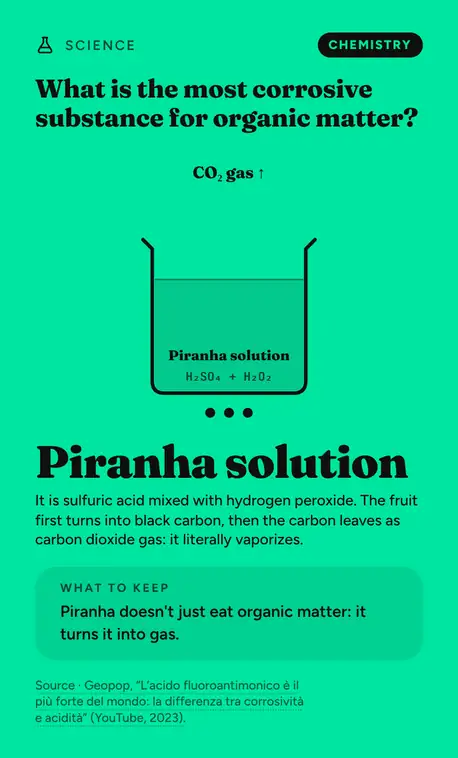 SCIENCE
CHEMISTRY
What is the most corrosive
substance for organic matter?
CO₂ gas ↑
Piranha solution
H₂SO₄ + H₂O₂
Piranha solution
It is sulfuric acid mixed with hydrogen peroxide. The fruit
first turns into black carbon, then the carbon leaves as
carbon dioxide gas: it literally vaporizes.
WHAT TO KEEP
Piranha doesn't just eat organic matter: it
turns it into gas.
Source · Geopop, “L'acido fluoroantimonico è il
più forte del mondo: la differenza tra corrosività
e acidità” (YouTube, 2023).